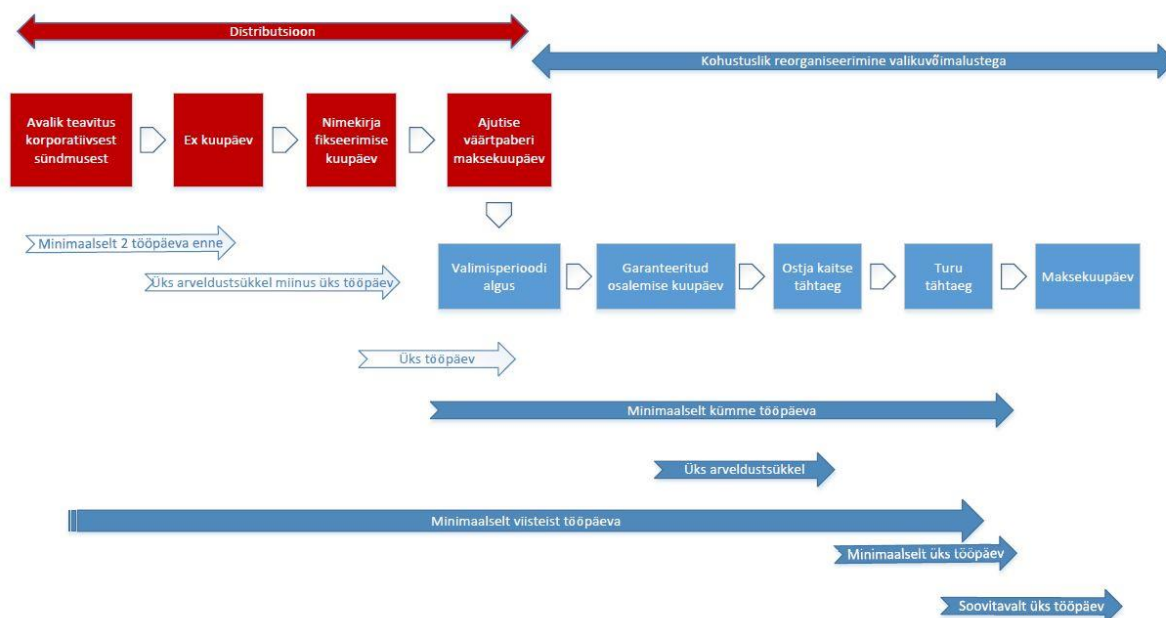 Distributsioon
Kohustuslik reorganiseerimine valikuvõimalustega
Avalik teavitus
korporatiivsest
sündmusest
Ex kuupäev
Nimekirja
fikseerimise
kuupäev
Ajutise
väärtpaberi
maksekuupäev
Minimaalselt 2 tööpäeva enne
Üks arveldustsükkel miinus üks tööpäev
Valimisperioodi
algus
Garanteeritud
osalemise kuupäev
Ostja kaitse
tähtaeg
Turu
tähtaeg
Maksekuupäev
Üks tööpäev
Minimaalselt kümme tööpäeva
Üks arveldustsükkel
Minimaalselt viisteist tööpäeva
Minimaalselt üks tööpäev
Soovitavalt üks tööpäev